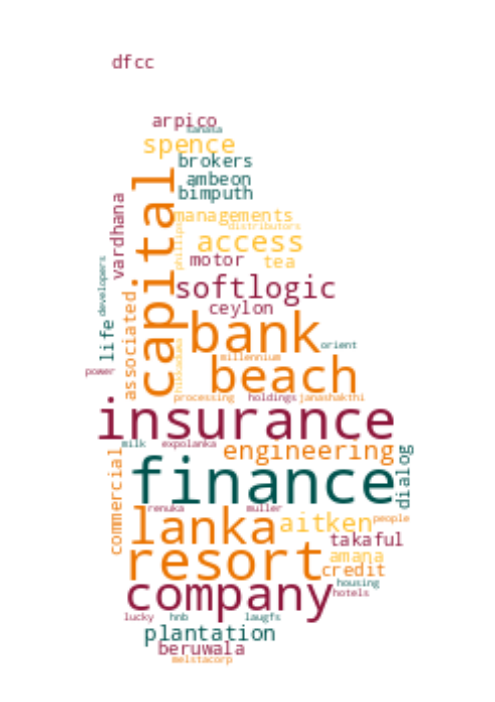 dfcc
arpico
sanasa
spence
brokers
ambeon
bimputh
capital
vardhana
managements
distributors
phillips
access
motor
tea
developers
softlogic
associated
ceylon
bank
life
orient
millennium
hikkaduwa
beach
power
processing
holdings
janashakthi
insurance
milk
expolanka
engineering
commercial
finance
dialog
renuka
muller
lanka
aitken
people
takaful
resort
amana
credit
company
housing
hotels
lucky
hnb
laugfs
plantation
beruwala
melstacorp